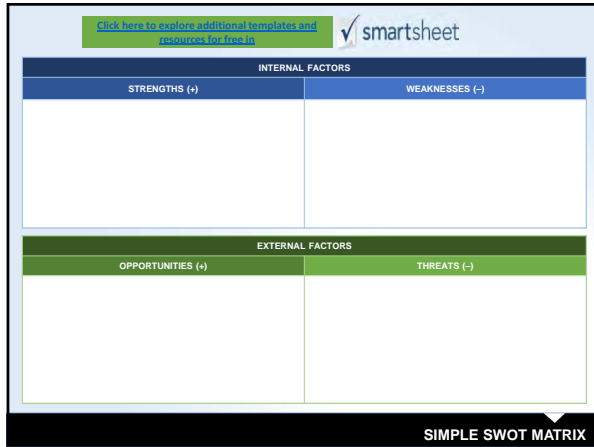 Click here to explore additional templates and
resources for free in
smartsheet
INTERNAL FACTORS
STRENGTHS (+)
WEAKNESSES (–)
EXTERNAL FACTORS
OPPORTUNITIES (+)
THREATS (–)
SIMPLE SWOT MATRIX